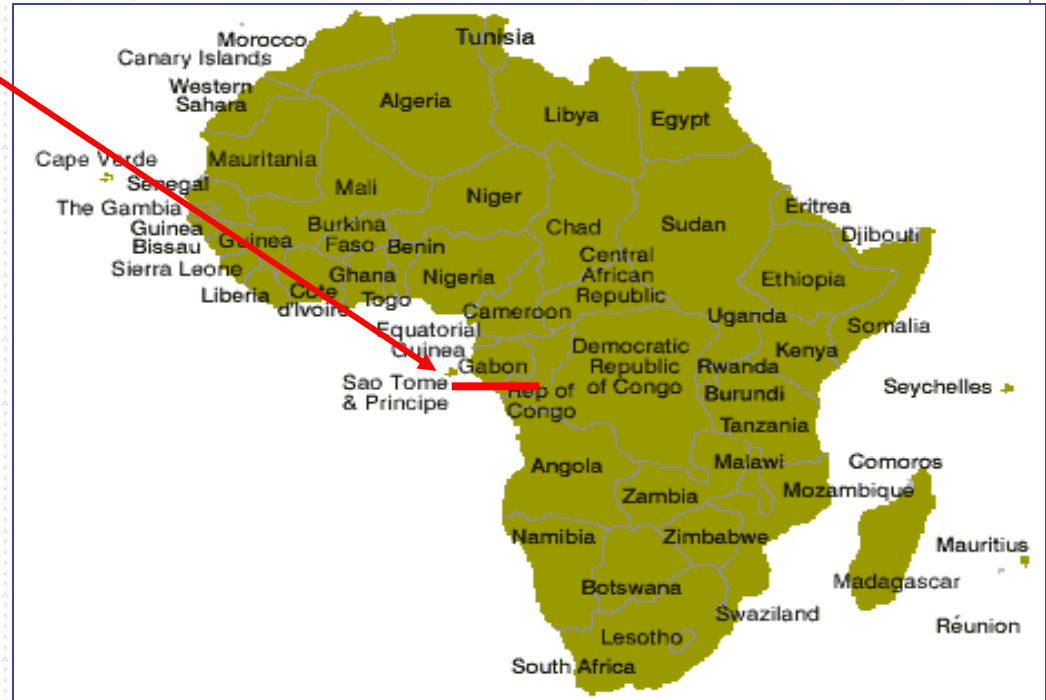 Morocco
Tunisia
Canary Islands
Western
Sahara
Algeria
Libya
Egypt
Cape Verde
Mauritania
Senegal
Mali
Niger
The Gambia
Chad
Sudan
Eritrea
Guinea
Bissau
Guinea
Burkina
Faso
Benin
Djibouti
Sierra Leone
Ghana
Nigeria
Central
African
Republic
Ethiopia
Liberia
Cote
d'Ivoire
Togo
Cameroon
Uganda
Somalia
Equatorial
Guinea
Gabon
Democratic
Republic
of Congo
Rwanda
Kenya
Sao Tome
& Principe
Rep of
Congo
Burundi
Seychelles
Tanzania
Angola
Malawi
Comoros
Zambia
Mozambique
Namibia
Zimbabwe
Mauritius
Botswana
Madagascar
Swaziland
Réunion
Lesotho
South Africa